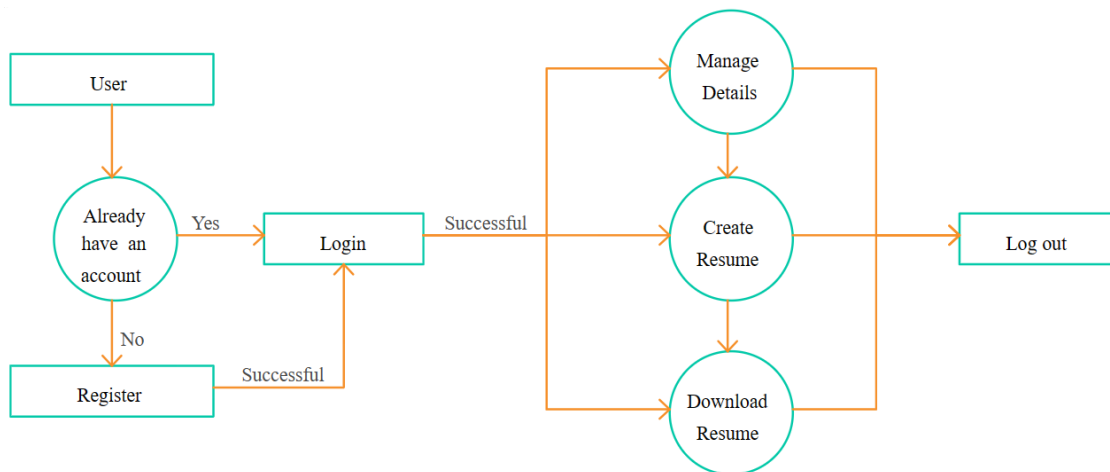 User
Already
have an
account
Yes
No
Register
Successful
Login
Successful
Manage
Details
Create
Resume
Download
Resume
Log out